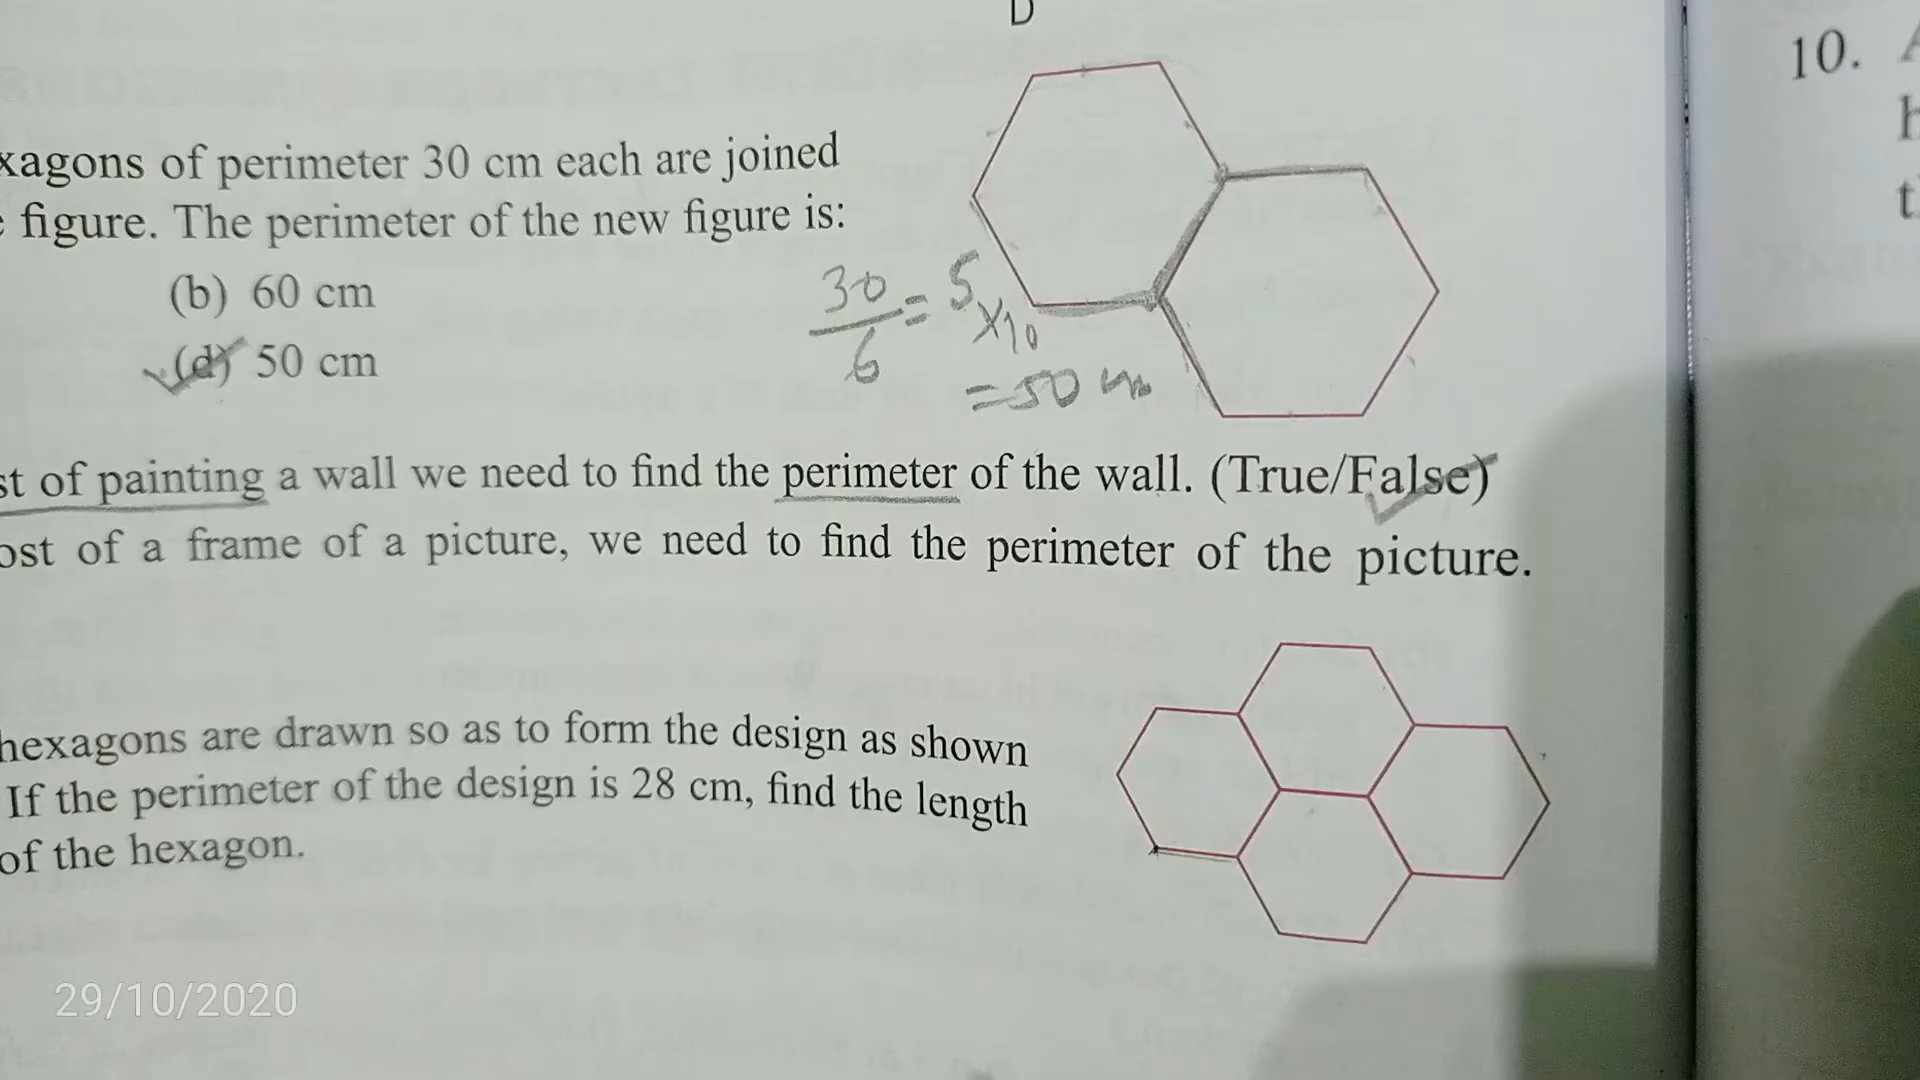 D
10.
xagons of perimeter 30 cm each are joined
figure. The perimeter of the new figure is:
(b) 60 cm
(d) 50 cm
30/6 = 5
×10
= 50 cm
st of painting a wall we need to find the perimeter of the wall. (True/False)
ost of a frame of a picture, we need to find the perimeter of the picture.
hexagons are drawn so as to form the design as shown
If the perimeter of the design is 28 cm, find the length
of the hexagon.
29/10/2020